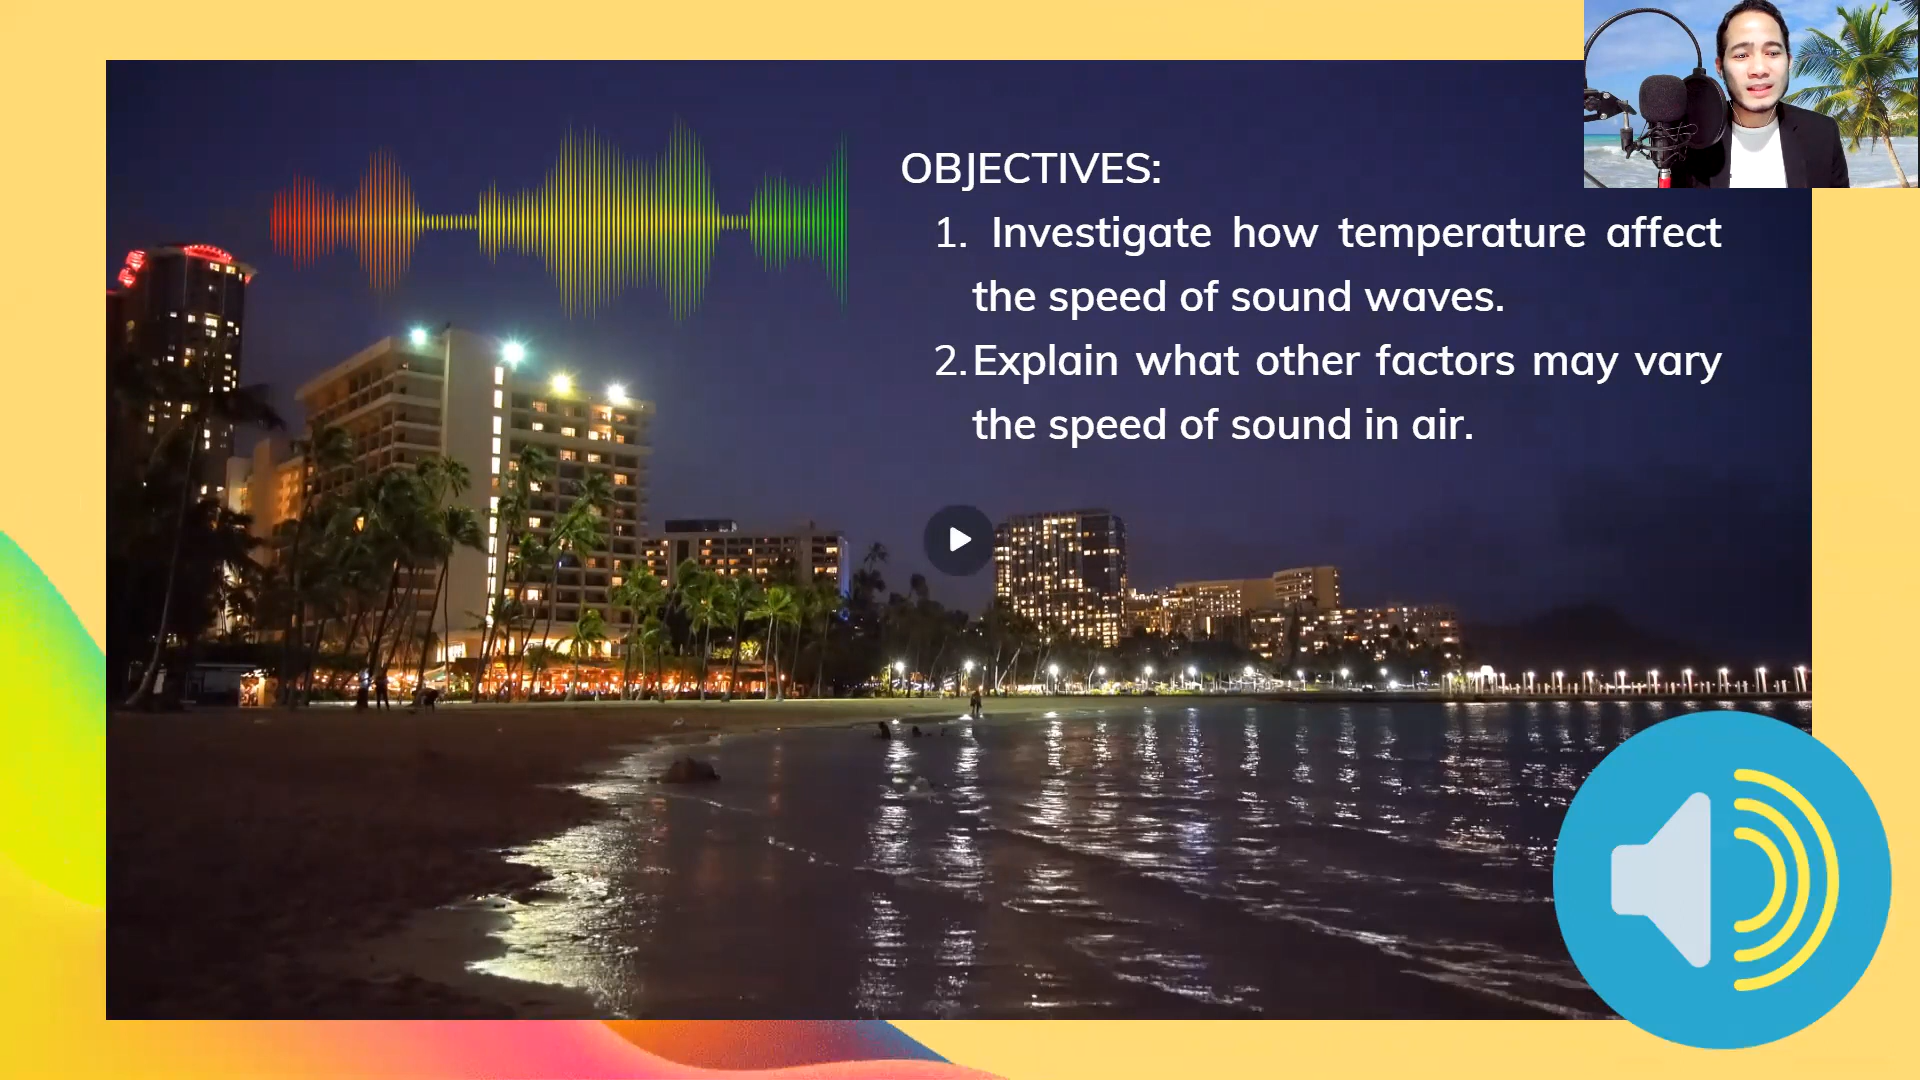 OBJECTIVES:
1. Investigate how temperature affect
the speed of sound waves.
2. Explain what other factors may vary
the speed of sound in air.